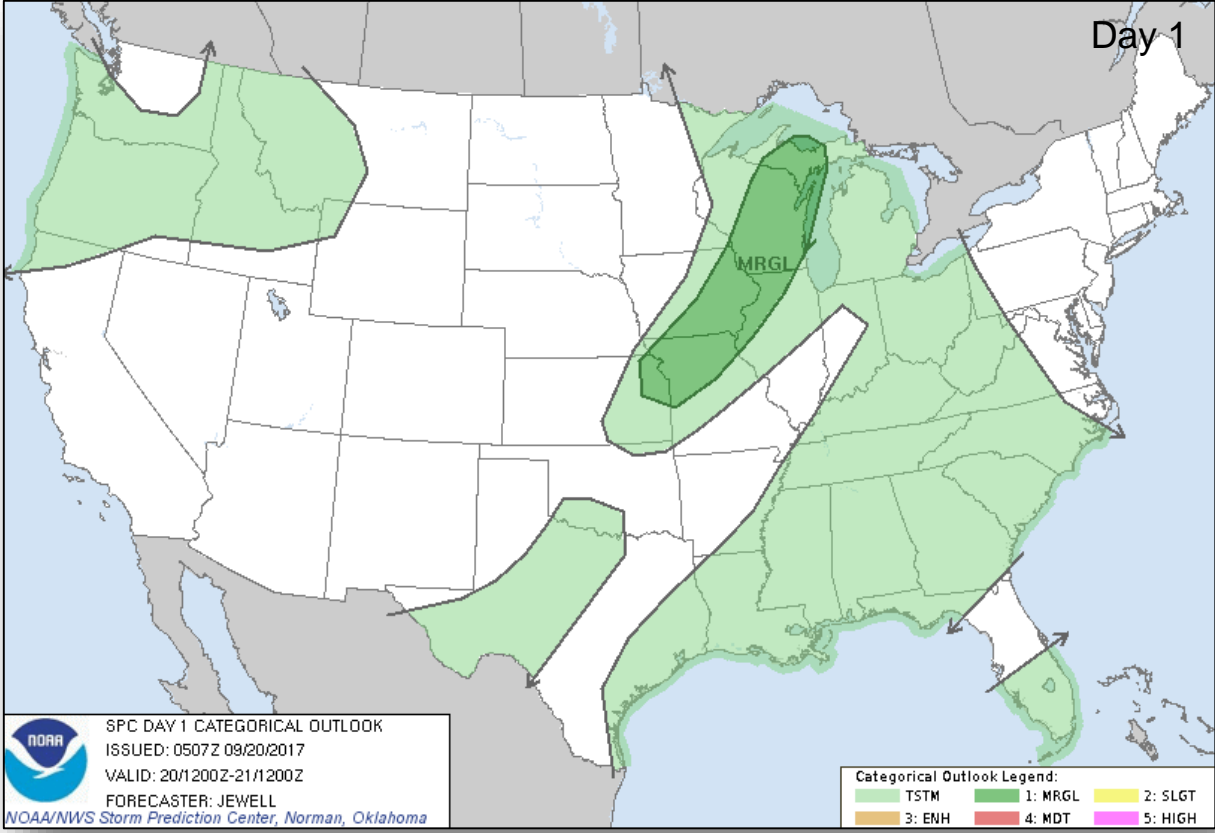 Day 1
MRGL
NOAA
SPC DAY 1 CATEGORICAL OUTLOOK
ISSUED: 0507Z 09/20/2017
VALID: 20/1200Z-21/1200Z
FORECASTER: JEWELL
NOAA/NWS Storm Prediction Center, Norman, Oklahoma
Categorical Outlook Legend:
TSTM 1: MRGL 2: SLGT
3: ENH 4: MDT 5: HIGH